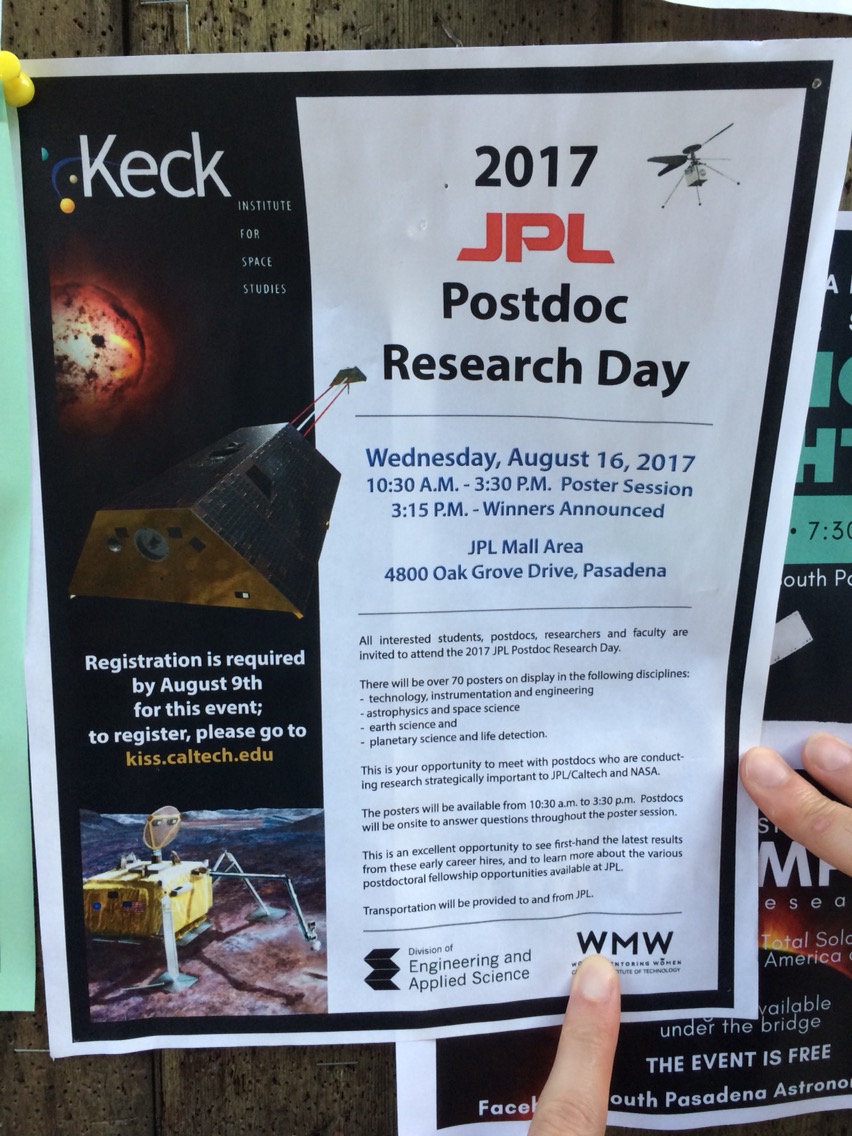 Keck
INSTITUTE
FOR
SPACE
STUDIES
2017
JPL
Postdoc
Research Day
Wednesday, August 16, 2017
10:30 A.M. - 3:30 P.M. Poster Session
3:15 P.M. - Winners Announced
JPL Mall Area
4800 Oak Grove Drive, Pasadena
Registration is required
by August 9th
for this event;
to register, please go to
kiss.caltech.edu
All interested students, postdocs, researchers and faculty are
invited to attend the 2017 JPL Postdoc Research Day.
There will be over 70 posters on display in the following disciplines:
- technology, instrumentation and engineering
- astrophysics and space science
- earth science and
- planetary science and life detection.
This is your opportunity to meet with postdocs who are conduct-
ing research strategically important to JPL/Caltech and NASA.
The posters will be available from 10:30 a.m. to 3:30 p.m. Postdocs
will be onsite to answer questions throughout the poster session.
This is an excellent opportunity to see first-hand the latest results
from these early career hires, and to learn more about the various
postdoctoral fellowship opportunities available at JPL.
Transportation will be provided to and from JPL.
Division of
Engineering and
Applied Science
WMW
WOMEN
INSTITUTE OF TECHNOLOGY
• 7:30
outh Pa
esea
Total Sola
America
vailable
under the bridge
THE EVENT IS FREE
Faceb outh Pasadena Astrono